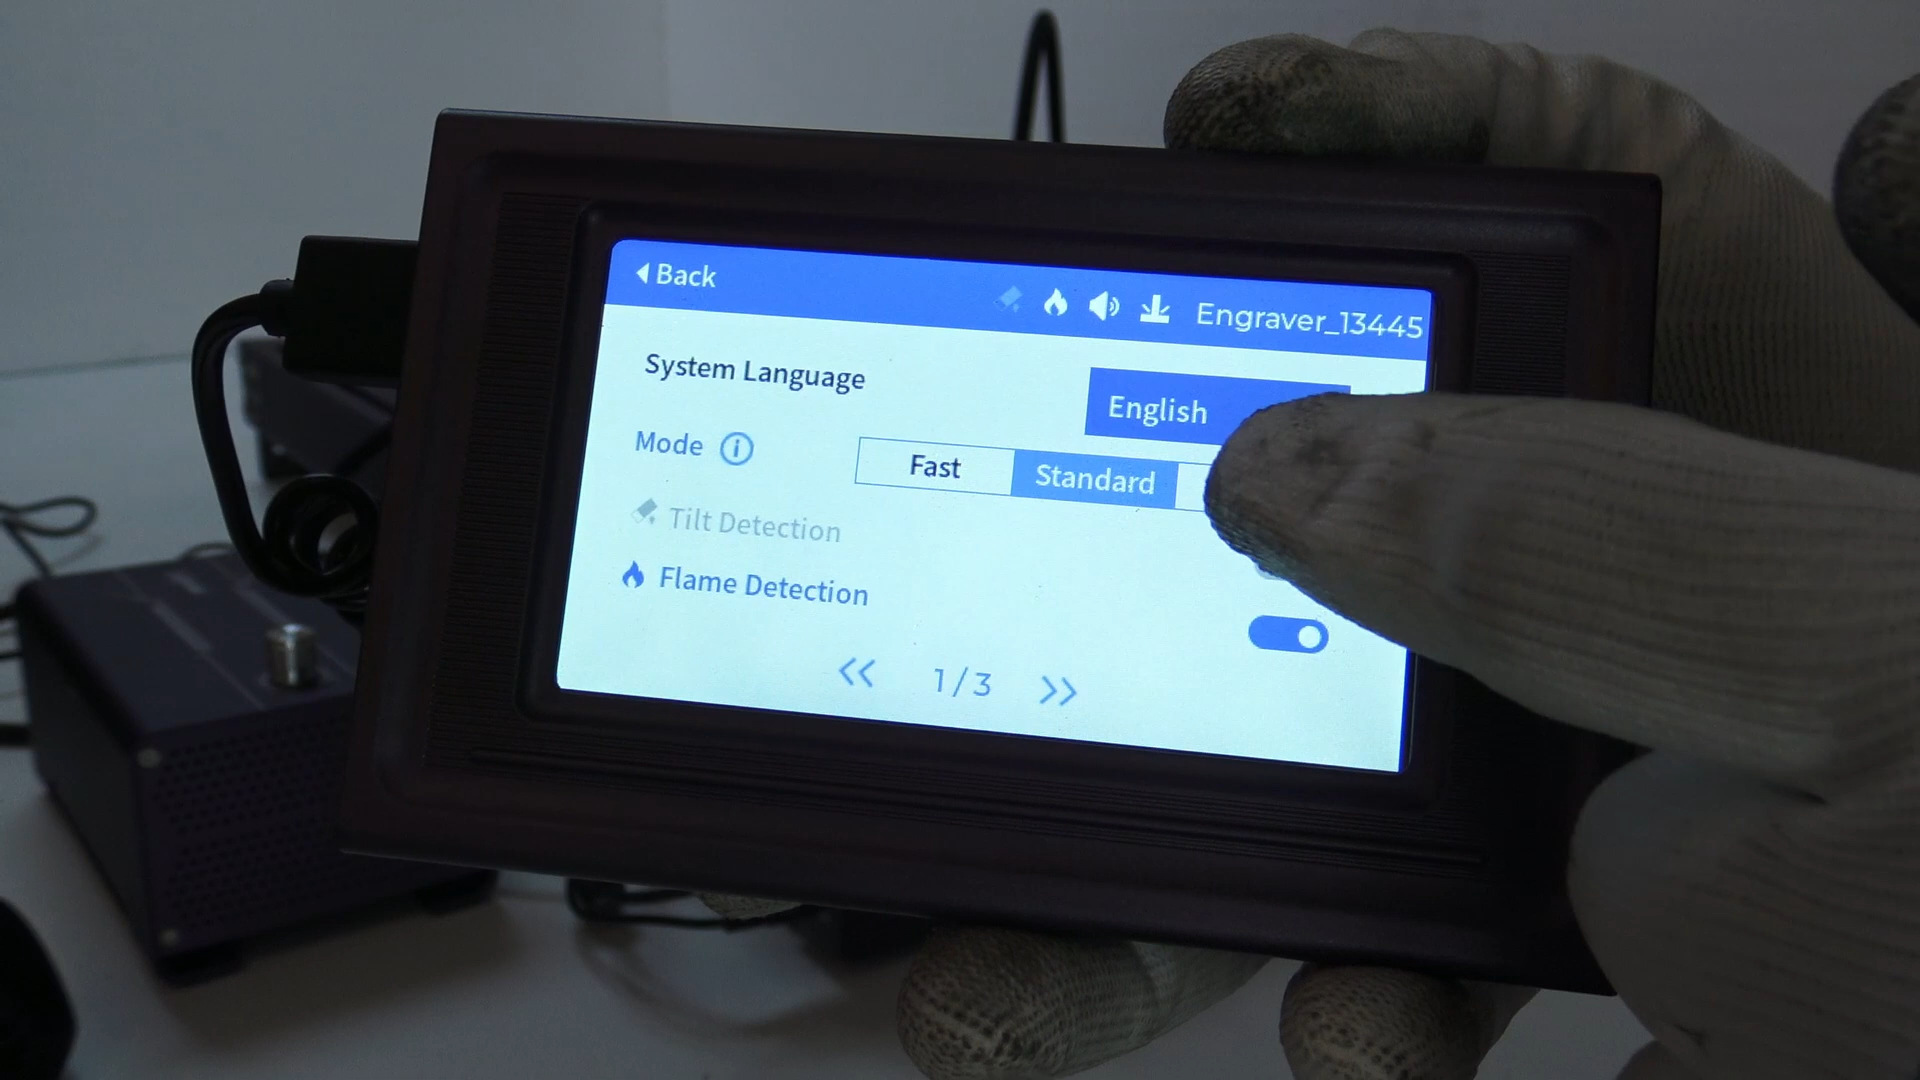 Back
Engraver_13445
System Language
English
Mode
Fast
Standard
Tilt Detection
Flame Detection
1/3